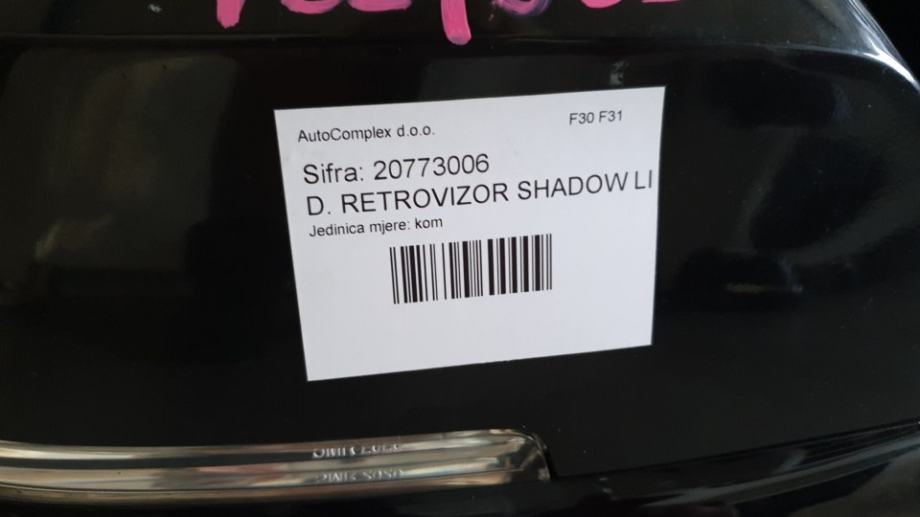 AutoComplex d.o.o.
F30 F31
Sifra: 20773006
D. RETROVIZOR SHADOW LI
Jedinica mjere: kom